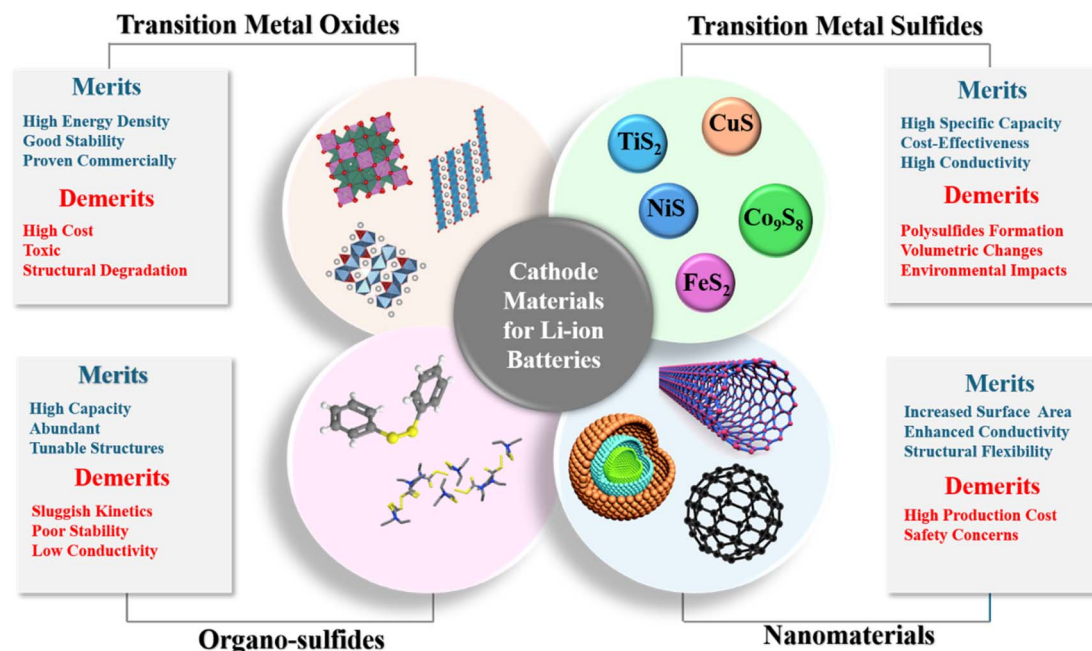 Transition Metal Oxides
Merits
High Energy Density
Good Stability
Proven Commercially
Demerits
High Cost
Toxic
Structural Degradation
Transition Metal Sulfides
TiS₂
CuS
NiS
Co₉S₈
FeS₂
Merits
High Specific Capacity
Cost-Effectiveness
High Conductivity
Demerits
Polysulfides Formation
Volumetric Changes
Environmental Impacts
Cathode
Materials
for Li-ion
Batteries
Merits
High Capacity
Abundant
Tunable Structures
Demerits
Sluggish Kinetics
Poor Stability
Low Conductivity
Organo-sulfides
Merits
Increased Surface Area
Enhanced Conductivity
Structural Flexibility
Demerits
High Production Cost
Safety Concerns
Nanomaterials